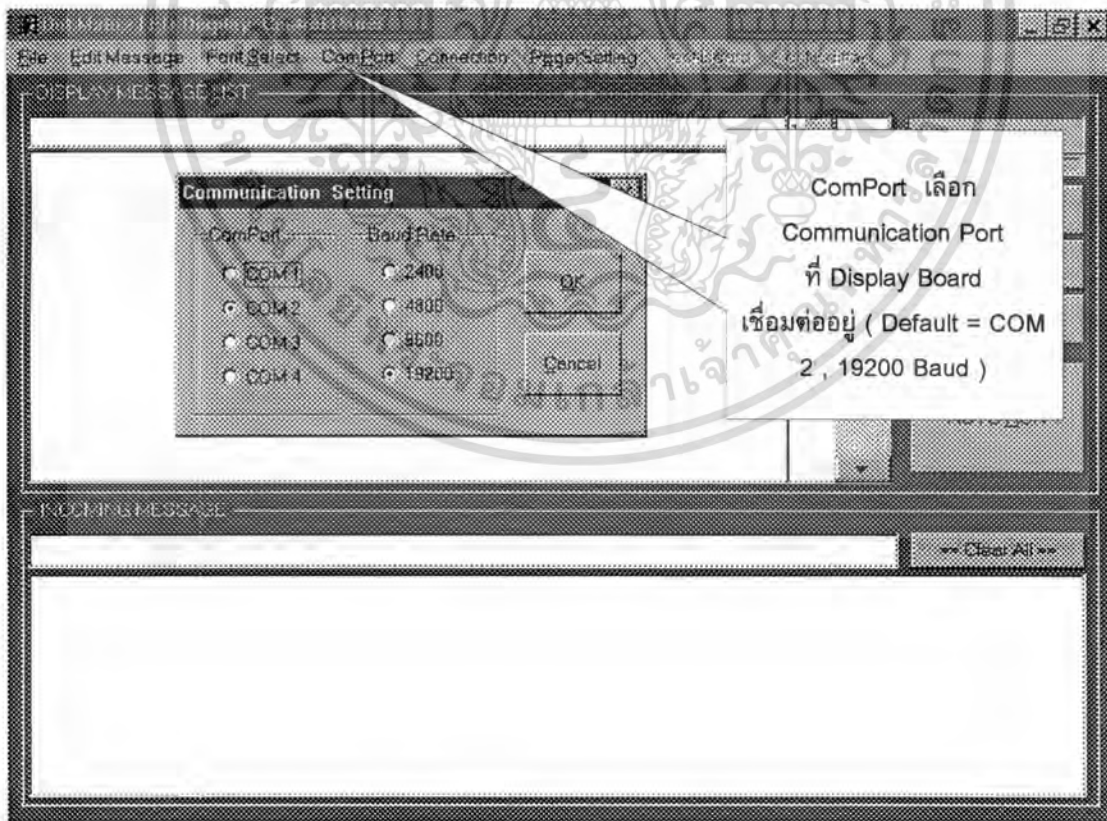 File Edit Message Font Select ComPort Connection Page Setting
DISPLAY MESSAGE LIST
Communication Setting
ComPort Baud Rate
COM 1 2400
COM 2 4800
COM 3 9600
COM 4 19200
OK
Cancel
ComPort เลือก
Communication Port
ที่ Display Board
เชื่อมต่ออยู่ ( Default = COM
2 , 19200 Baud )
INCOMING MESSAGE
== Clear All ==